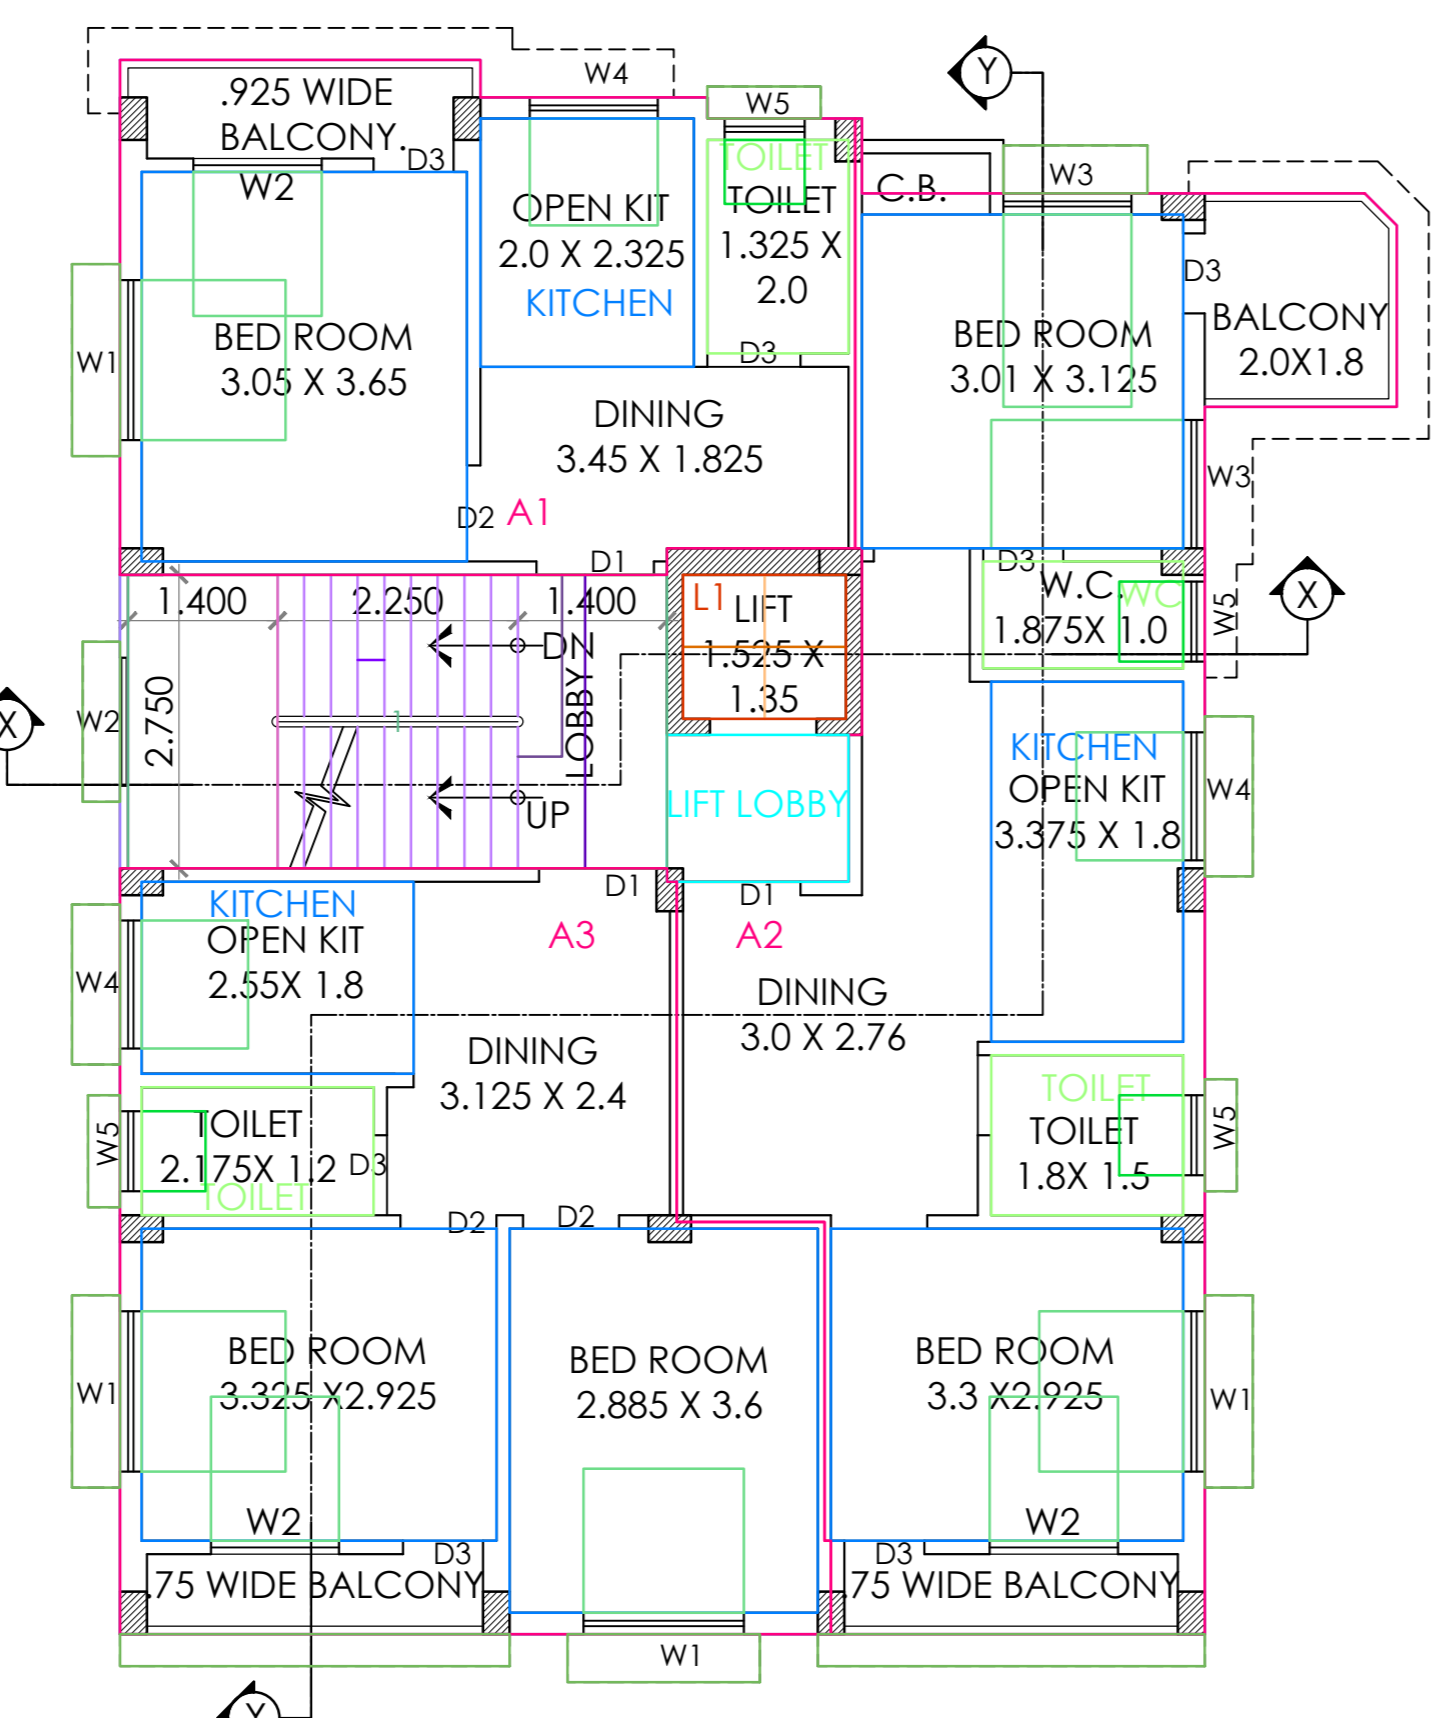 .925 WIDE
BALCONY.
D3
W2
W4
W5
TOILET
TOILET
1.325 X
2.0
D3
OPEN KIT
2.0 X 2.325
KITCHEN
C.B.
Y
W3
D3
BALCONY
2.0X1.8
W1
BED ROOM
3.05 X 3.65
BED ROOM
3.01 X 3.125
DINING
3.45 X 1.825
W3
D2
A1
D1
D3
1.400
2.250
1.400
L1
LIFT
1.525 X
1.35
W.C.
WC
1.875X 1.0
W5
X
DN
LOBBY
2.750
1
X
W2
UP
LIFT LOBBY
KITCHEN
OPEN KIT
3.375 X 1.8
W4
D1
D1
KITCHEN
OPEN KIT
2.55X 1.8
W4
A3
A2
DINING
3.0 X 2.76
DINING
3.125 X 2.4
W5
TOILET
2.175X 1.2
TOILET
D3
TOILET
TOILET
1.8X 1.5
W5
D2
D2
W1
BED ROOM
3.325 X2.925
W2
BED ROOM
2.885 X 3.6
BED ROOM
3.3 X2.925
W2
W1
D3
.75 WIDE BALCONY
D3
.75 WIDE BALCONY
W1
Y